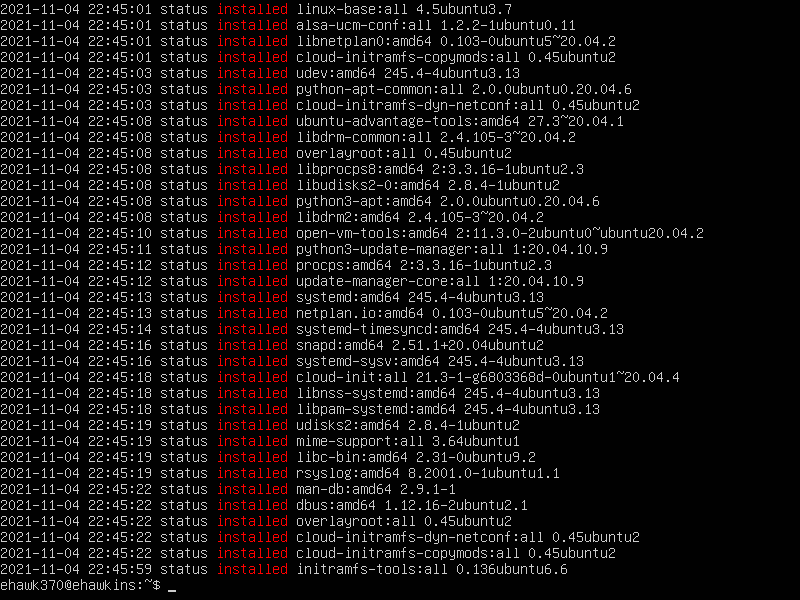 2021-11-04 22:45:01 status installed linux-base:all 4.5ubuntu3.7
2021-11-04 22:45:01 status installed alsa-ucm-conf:all 1.2.2-1ubuntu0.11
2021-11-04 22:45:01 status installed libnetplan0:amd64 0.103-0ubuntu5~20.04.2
2021-11-04 22:45:01 status installed cloud-initramfs-copymods:all 0.45ubuntu2
2021-11-04 22:45:03 status installed udev:amd64 245.4-4ubuntu3.13
2021-11-04 22:45:03 status installed python-apt-common:all 2.0.0ubuntu0.20.04.6
2021-11-04 22:45:03 status installed cloud-initramfs-dyn-netconf:all 0.45ubuntu2
2021-11-04 22:45:08 status installed ubuntu-advantage-tools:amd64 27.3~20.04.1
2021-11-04 22:45:08 status installed libdrm-common:all 2.4.105-3~20.04.2
2021-11-04 22:45:08 status installed overlayroot:all 0.45ubuntu2
2021-11-04 22:45:08 status installed libprocps8:amd64 2:3.3.16-1ubuntu2.3
2021-11-04 22:45:08 status installed libudisks2-0:amd64 2.8.4-1ubuntu2
2021-11-04 22:45:08 status installed python3-apt:amd64 2.0.0ubuntu0.20.04.6
2021-11-04 22:45:08 status installed libdrm2:amd64 2.4.105-3~20.04.2
2021-11-04 22:45:10 status installed open-vm-tools:amd64 2:11.3.0-2ubuntu0~ubuntu20.04.2
2021-11-04 22:45:11 status installed python3-update-manager:all 1:20.04.10.9
2021-11-04 22:45:12 status installed procps:amd64 2:3.3.16-1ubuntu2.3
2021-11-04 22:45:12 status installed update-manager-core:all 1:20.04.10.9
2021-11-04 22:45:13 status installed systemd:amd64 245.4-4ubuntu3.13
2021-11-04 22:45:13 status installed netplan.io:amd64 0.103-0ubuntu5~20.04.2
2021-11-04 22:45:14 status installed systemd-timesyncd:amd64 245.4-4ubuntu3.13
2021-11-04 22:45:16 status installed snapd:amd64 2.51.1+20.04ubuntu2
2021-11-04 22:45:16 status installed systemd-sysv:amd64 245.4-4ubuntu3.13
2021-11-04 22:45:18 status installed cloud-init:all 21.3-1-g6803368d-0ubuntu1~20.04.4
2021-11-04 22:45:18 status installed libnss-systemd:amd64 245.4-4ubuntu3.13
2021-11-04 22:45:18 status installed libpam-systemd:amd64 245.4-4ubuntu3.13
2021-11-04 22:45:19 status installed udisks2:amd64 2.8.4-1ubuntu2
2021-11-04 22:45:19 status installed mime-support:all 3.64ubuntu1
2021-11-04 22:45:19 status installed libc-bin:amd64 2.31-0ubuntu9.2
2021-11-04 22:45:19 status installed rsyslog:amd64 8.2001.0-1ubuntu1.1
2021-11-04 22:45:22 status installed man-db:amd64 2.9.1-1
2021-11-04 22:45:22 status installed dbus:amd64 1.12.16-2ubuntu2.1
2021-11-04 22:45:22 status installed overlayroot:all 0.45ubuntu2
2021-11-04 22:45:22 status installed cloud-initramfs-dyn-netconf:all 0.45ubuntu2
2021-11-04 22:45:22 status installed cloud-initramfs-copymods:all 0.45ubuntu2
2021-11-04 22:45:59 status installed initramfs-tools:all 0.136ubuntu6.6
ehawk370@ehawkins:~$ _